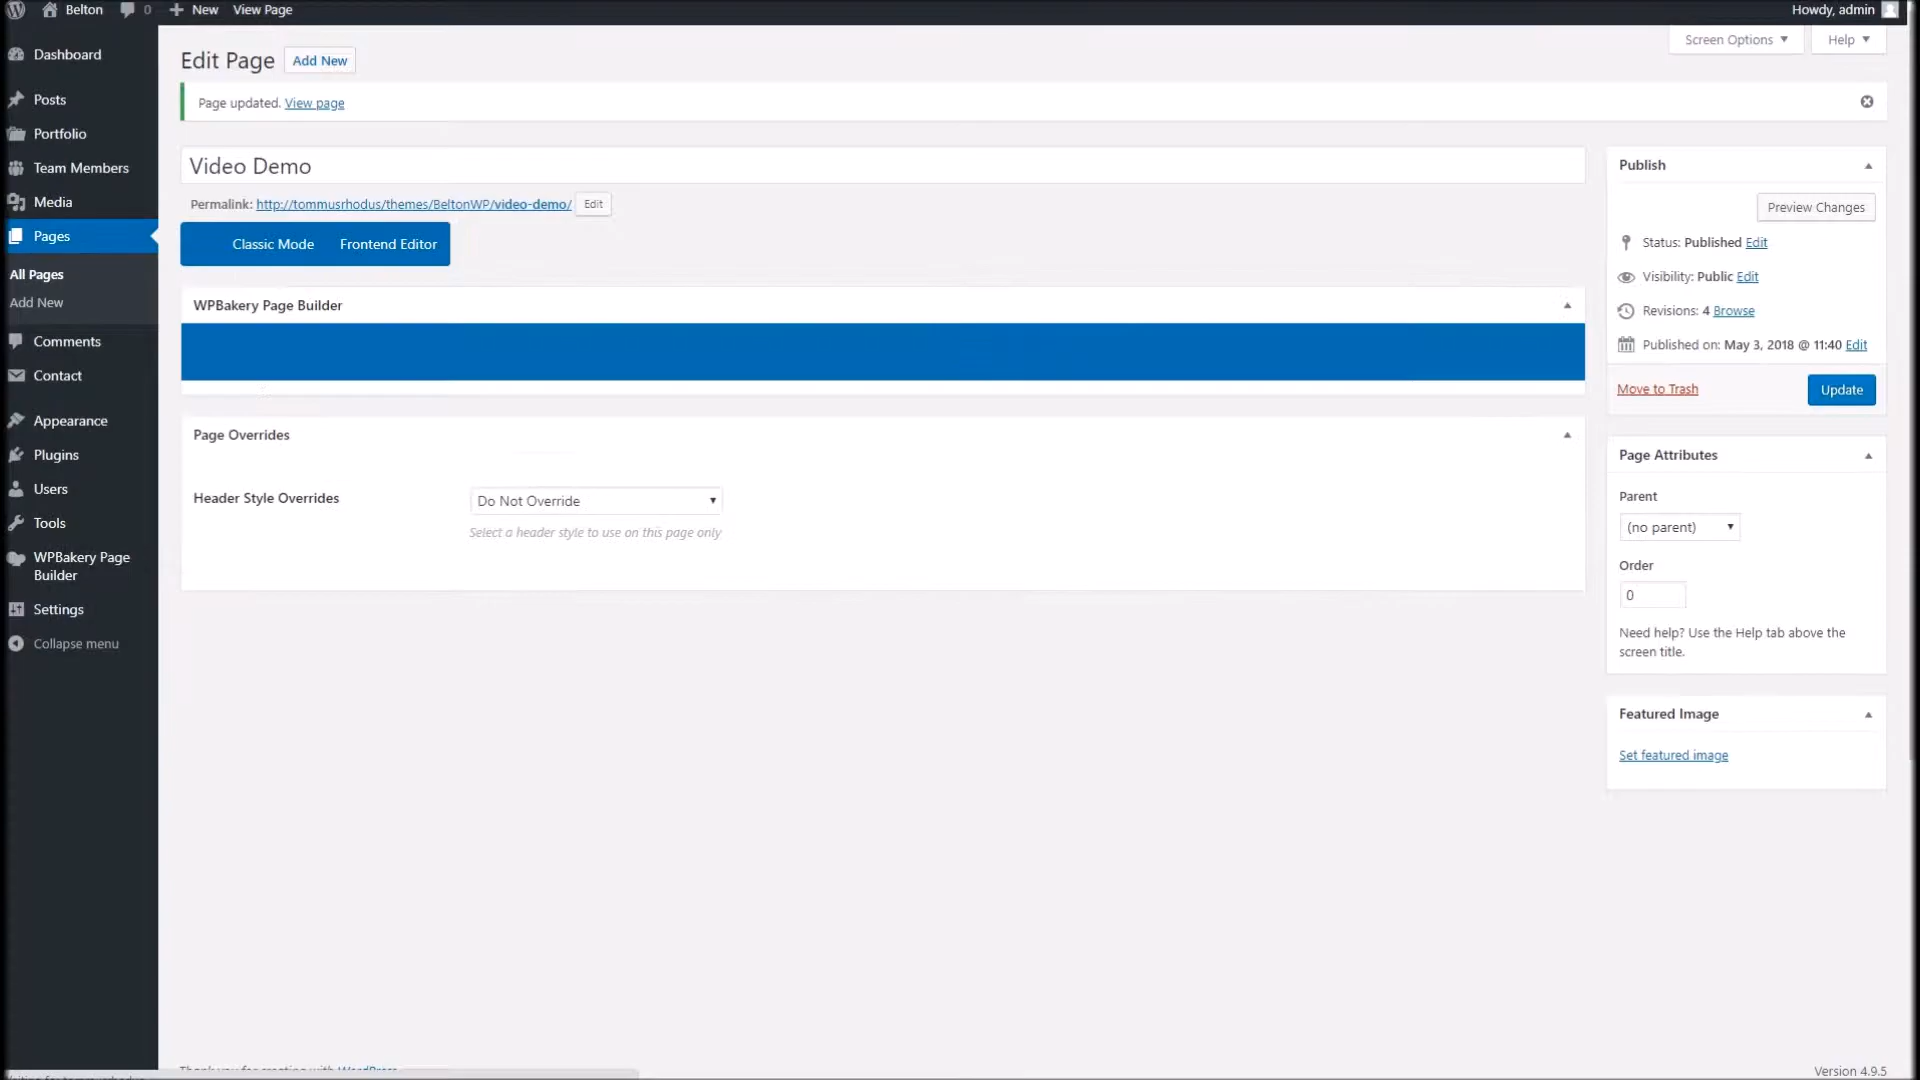 Belton 0 New View Page Howdy, admin
Dashboard
Posts
Portfolio
Team Members
Media
Pages
All Pages
Add New
Comments
Contact
Appearance
Plugins
Users
Tools
WPBakery Page
Builder
Settings
Collapse menu
Screen Options Help
Edit Page Add New
Page updated. View page
Video Demo
Permalink: http://tommusrhodus/themes/BeltonWP/video-demo/ Edit
Classic Mode Frontend Editor
WPBakery Page Builder
Page Overrides
Header Style Overrides Do Not Override
Select a header style to use on this page only
Publish
Preview Changes
Status: Published Edit
Visibility: Public Edit
Revisions: 4 Browse
Published on: May 3, 2018 @ 11:40 Edit
Move to Trash Update
Page Attributes
Parent
(no parent)
Order
0
Need help? Use the Help tab above the
screen title.
Featured Image
Set featured image
Thank you for creating with WordPress.
Version 4.9.5